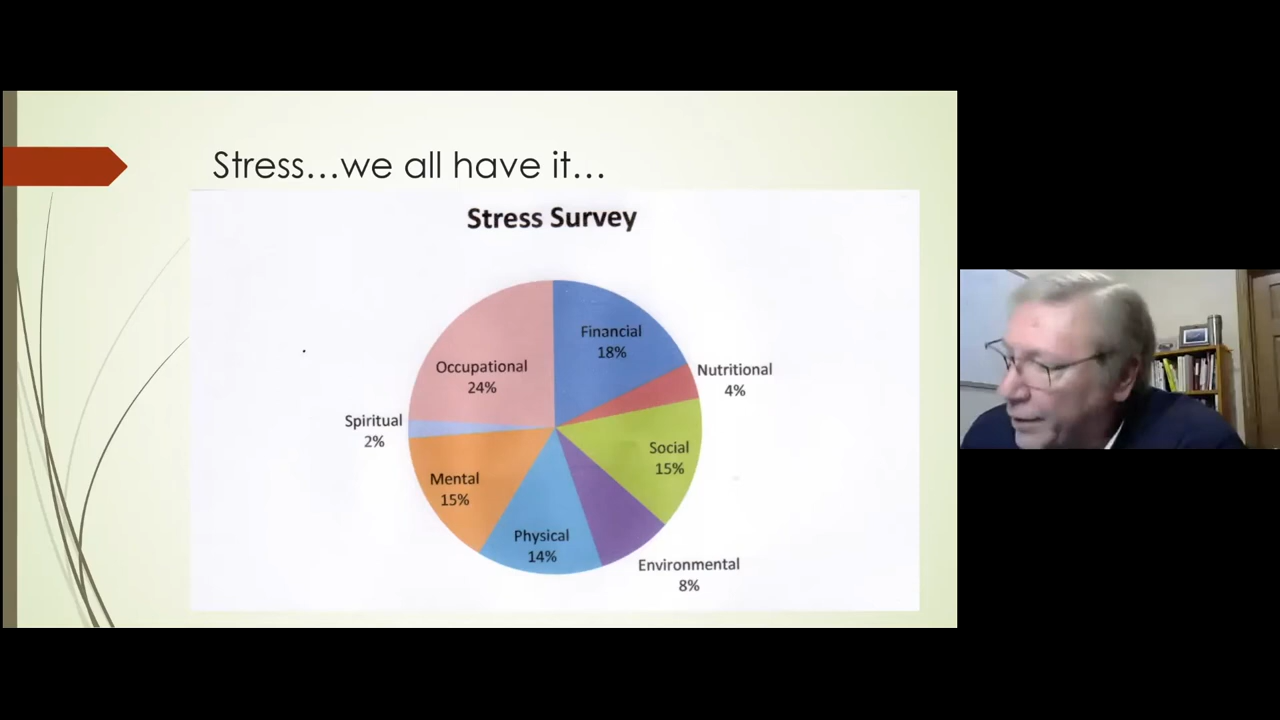 Stress…we all have it…
Stress Survey
Financial
18%
Nutritional
4%
Social
15%
Environmental
8%
Physical
14%
Mental
15%
Spiritual
2%
Occupational
24%